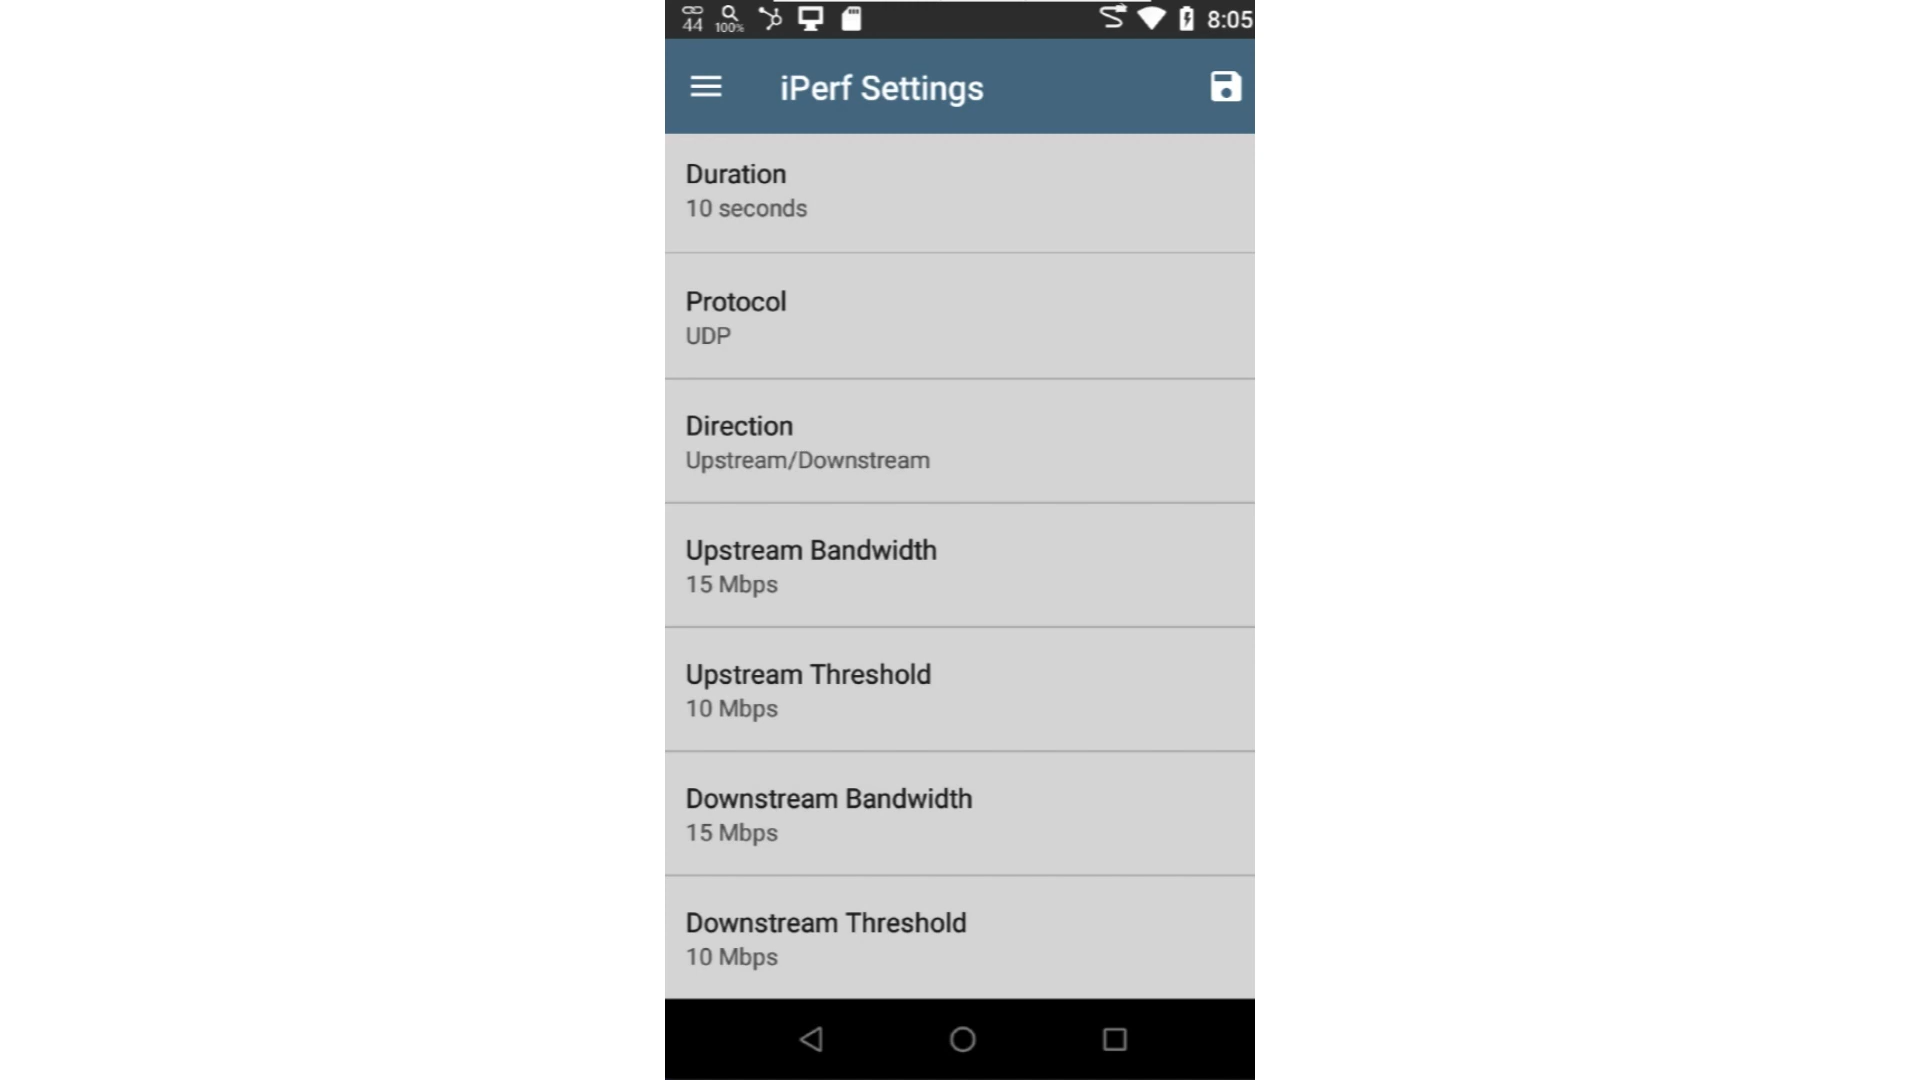 44
100%
8:05
iPerf Settings
Duration
10 seconds
Protocol
UDP
Direction
Upstream/Downstream
Upstream Bandwidth
15 Mbps
Upstream Threshold
10 Mbps
Downstream Bandwidth
15 Mbps
Downstream Threshold
10 Mbps